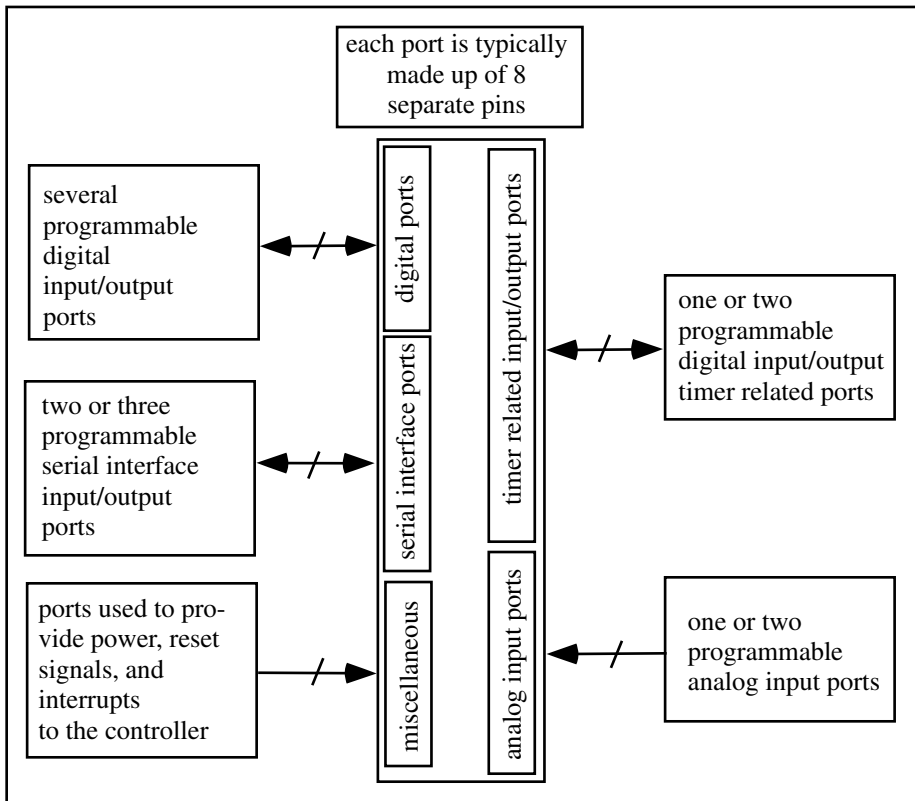 each port is typically
made up of 8
separate pins
several
programmable
digital
input/output
ports
digital ports
timer related input/output ports
one or two
programmable
digital input/output
timer related ports
two or three
programmable
serial interface
input/output
ports
serial interface ports
ports used to pro-
vide power, reset
signals, and
interrupts
to the controller
miscellaneous
analog input ports
one or two
programmable
analog input ports